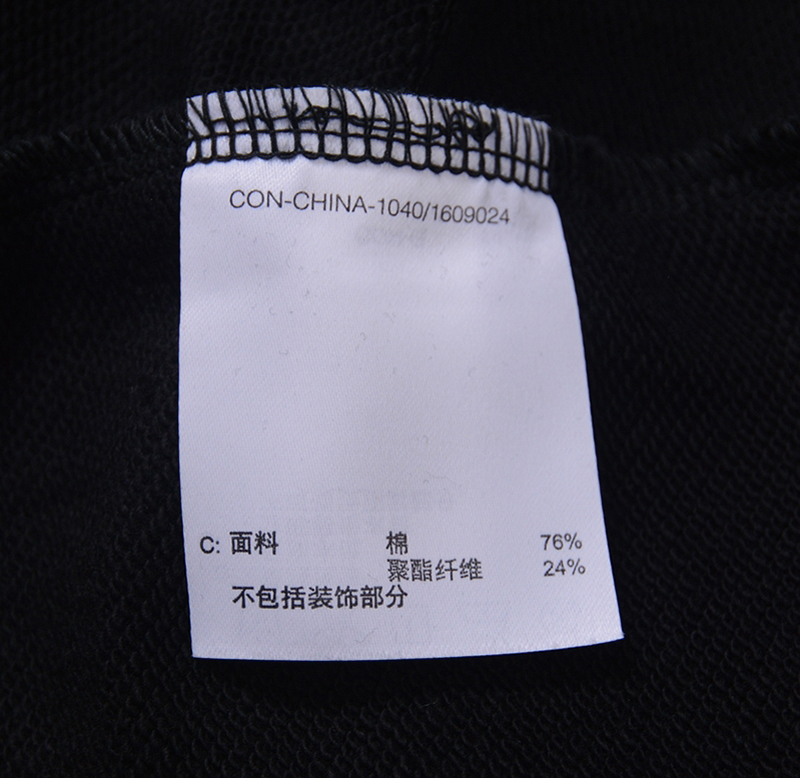 CON-CHINA-1040/1609024
C: 面料 棉 76%
聚酯纤维 24%
不包括装饰部分